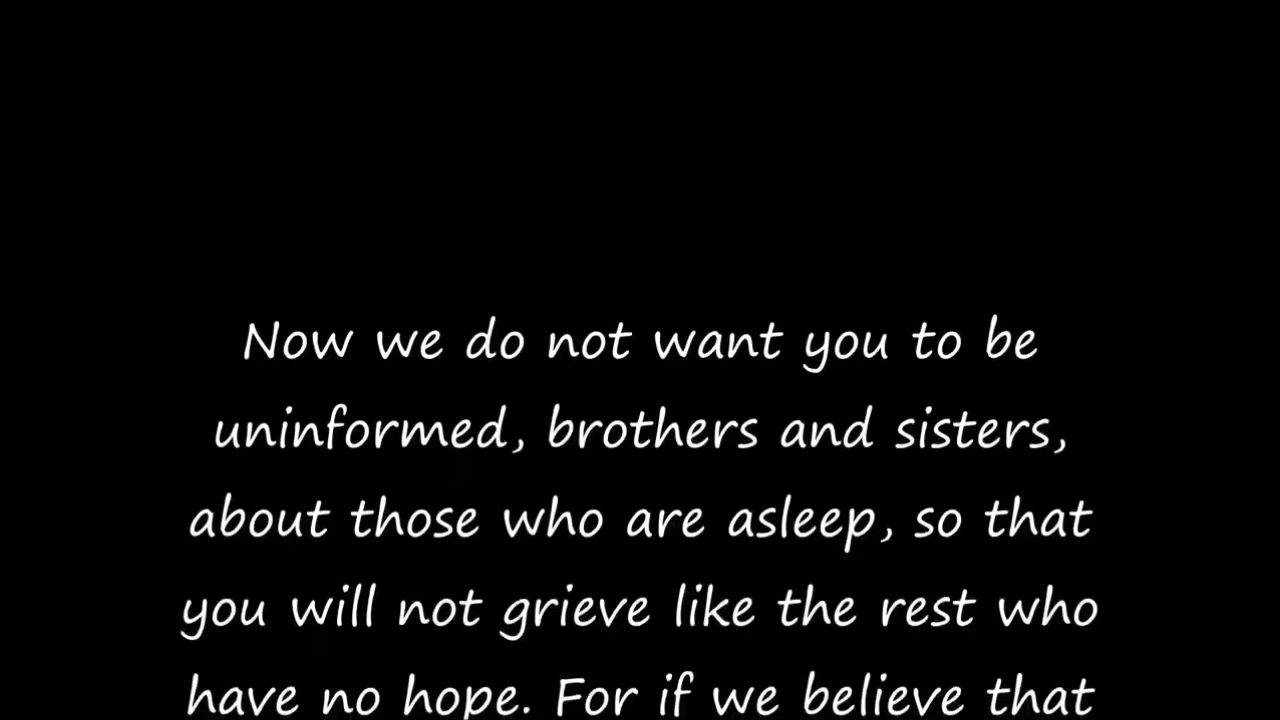 Now we do not want you to be
uninformed, brothers and sisters,
about those who are asleep, so that
you will not grieve like the rest who
have no hope. For if we believe that